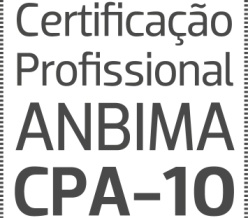 Certificação
Profissional
ANBIMA
CPA-10